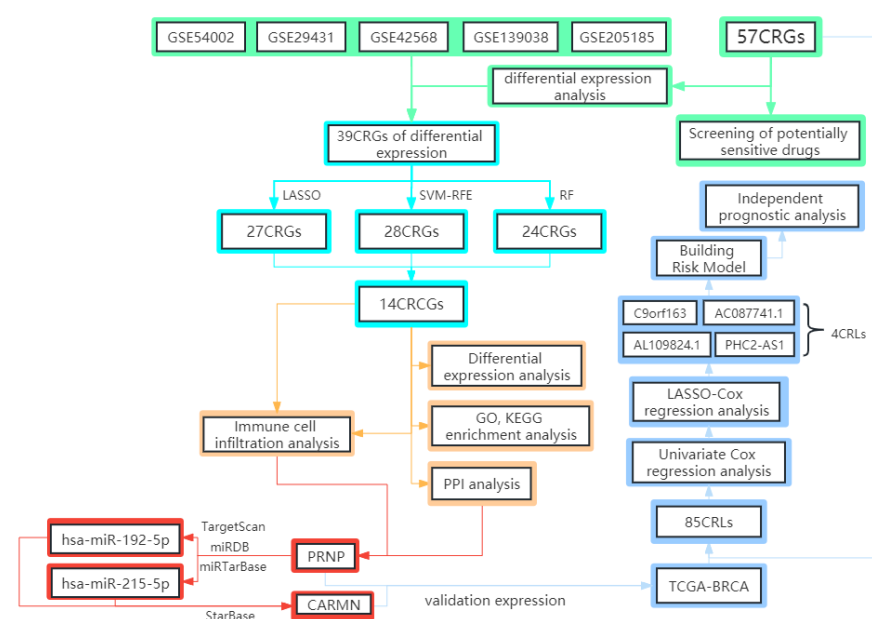 GSE54002
GSE29431
GSE42568
GSE139038
GSE205185
57CRGs
differential expression
analysis
39CRGs of differential
expression
Screening of potentially
sensitive drugs
LASSO
SVM-RFE
RF
27CRGs
28CRGs
24CRGs
Independent
prognostic analysis
Building
Risk Model
14CRCGs
C9orf163
AC087741.1
AL109824.1
PHC2-AS1
4CRLs
Differential
expression analysis
LASSO-Cox
regression analysis
Immune cell
infiltration analysis
GO, KEGG
enrichment analysis
Univariate Cox
regression analysis
PPI analysis
85CRLs
hsa-miR-192-5p
TargetScan
miRDB
miRTarBase
PRNP
hsa-miR-215-5p
TCGA-BRCA
CARMN
validation expression
StarBase